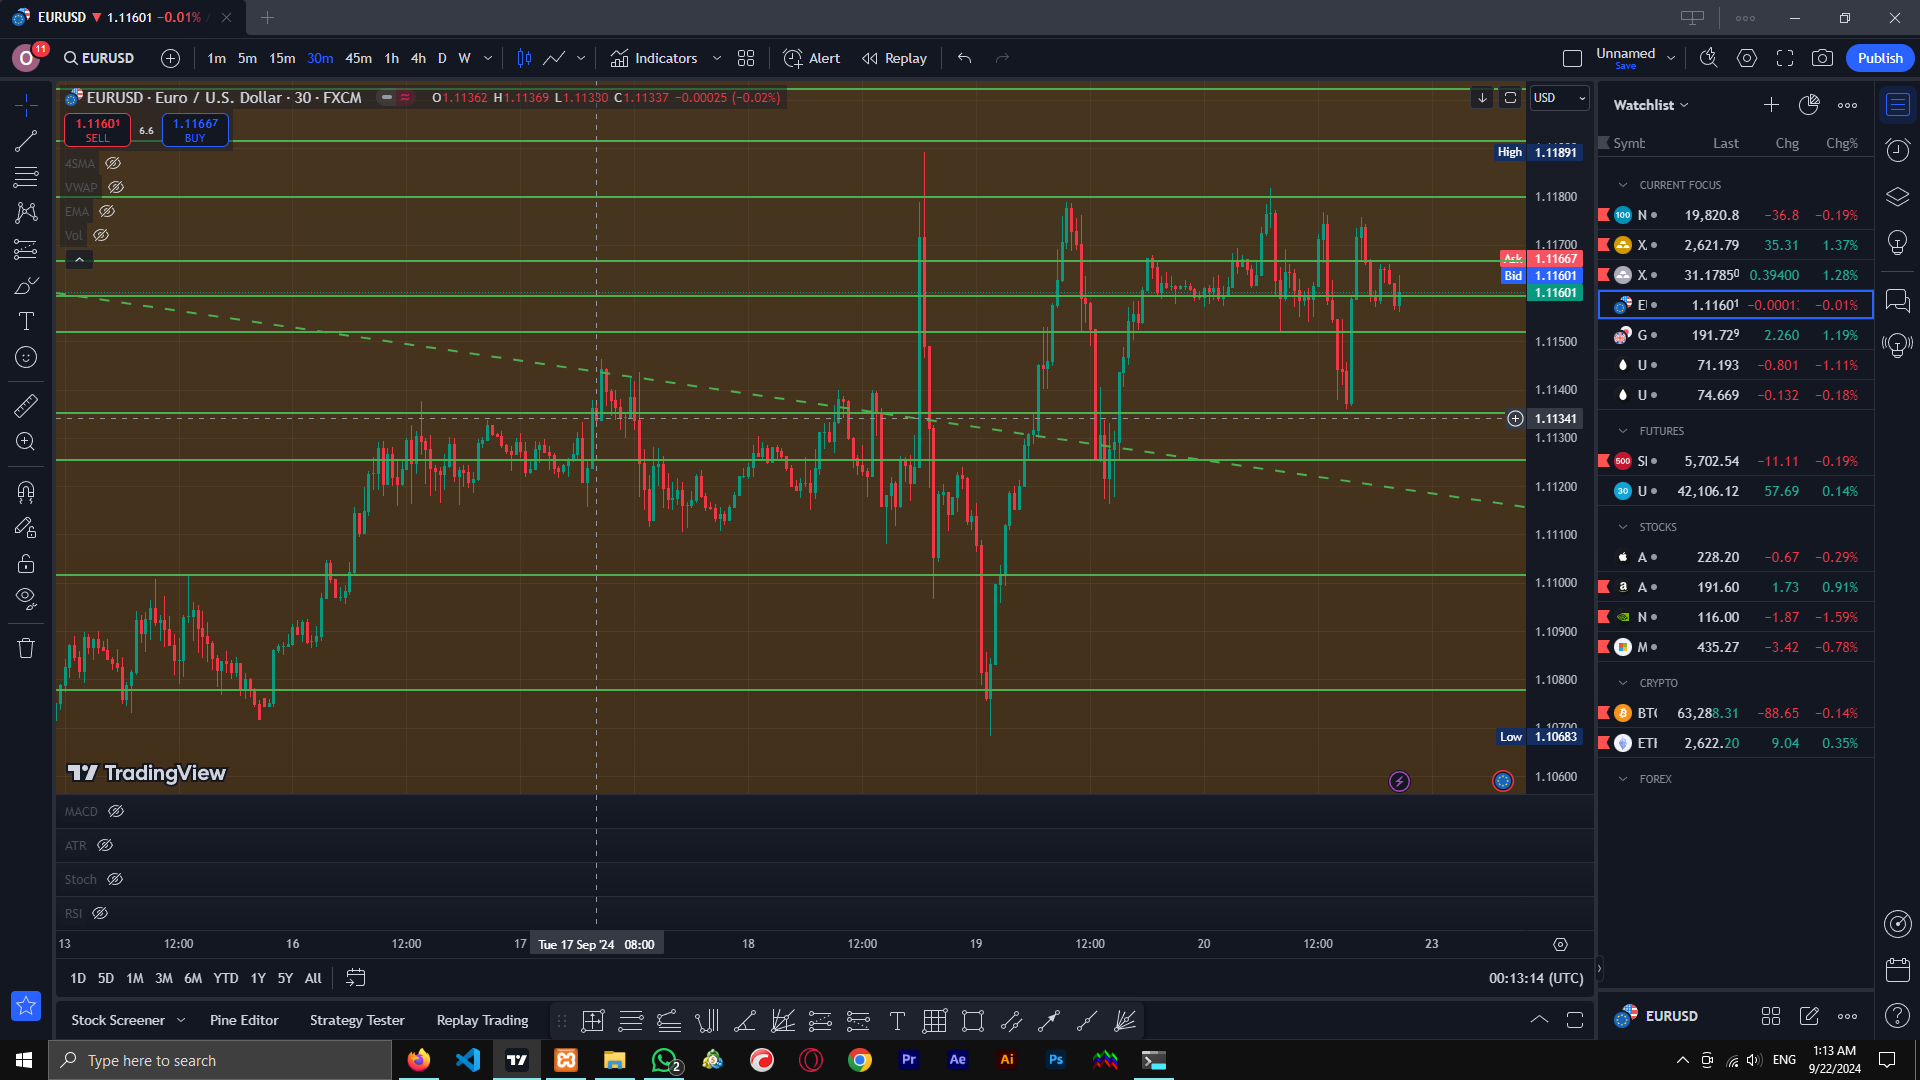 EURUSD ▼ 1.11601 −0.01% /
O 11 EURUSD 1m 5m 15m 30m 45m 1h 4h D W Indicators Alert Replay Unnamed Save Publish
EURUSD · Euro / U.S. Dollar · 30 · FXCM O1.11362 H1.11369 L1.11330 C1.11337 −0.00025 (−0.02%)
USD
1.11601 SELL 6.6 1.11667 BUY
4SMA
VWAP
EMA
Vol
High 1.11891
1.11800
1.11700
Ask 1.11667
Bid 1.11601
1.11601
1.11500
1.11400
1.11341
1.11300
1.11200
1.11100
1.11000
1.10900
1.10800
1.10700
Low 1.10683
1.10600
TradingView
MACD
ATR
Stoch
RSI
13 12:00 16 12:00 17 Tue 17 Sep '24 08:00 18 12:00 19 12:00 20 12:00 23
1D 5D 1M 3M 6M YTD 1Y 5Y All 00:13:14 (UTC)
Stock Screener Pine Editor Strategy Tester Replay Trading
Watchlist
Symb Last Chg Chg%
CURRENT FOCUS
100 N 19,820.8 −36.8 −0.19%
X. 2,621.79 35.31 1.37%
X. 31.1785⁰ 0.39400 1.28%
EI 1.1160¹ −0.0001 −0.01%
G 191.72⁹ 2.260 1.19%
U 71.193 −0.801 −1.11%
U 74.669 −0.132 −0.18%
FUTURES
500 SI 5,702.54 −11.11 −0.19%
30 U 42,106.12 57.69 0.14%
STOCKS
A 228.20 −0.67 −0.29%
a A 191.60 1.73 0.91%
N 116.00 −1.87 −1.59%
M 435.27 −3.42 −0.78%
CRYPTO
BTC 63,288.31 −88.65 −0.14%
ETH 2,622.20 9.04 0.35%
FOREX
EURUSD
Type here to search 2 Pr Ae Ai Ps ENG
1:13 AM
9/22/2024